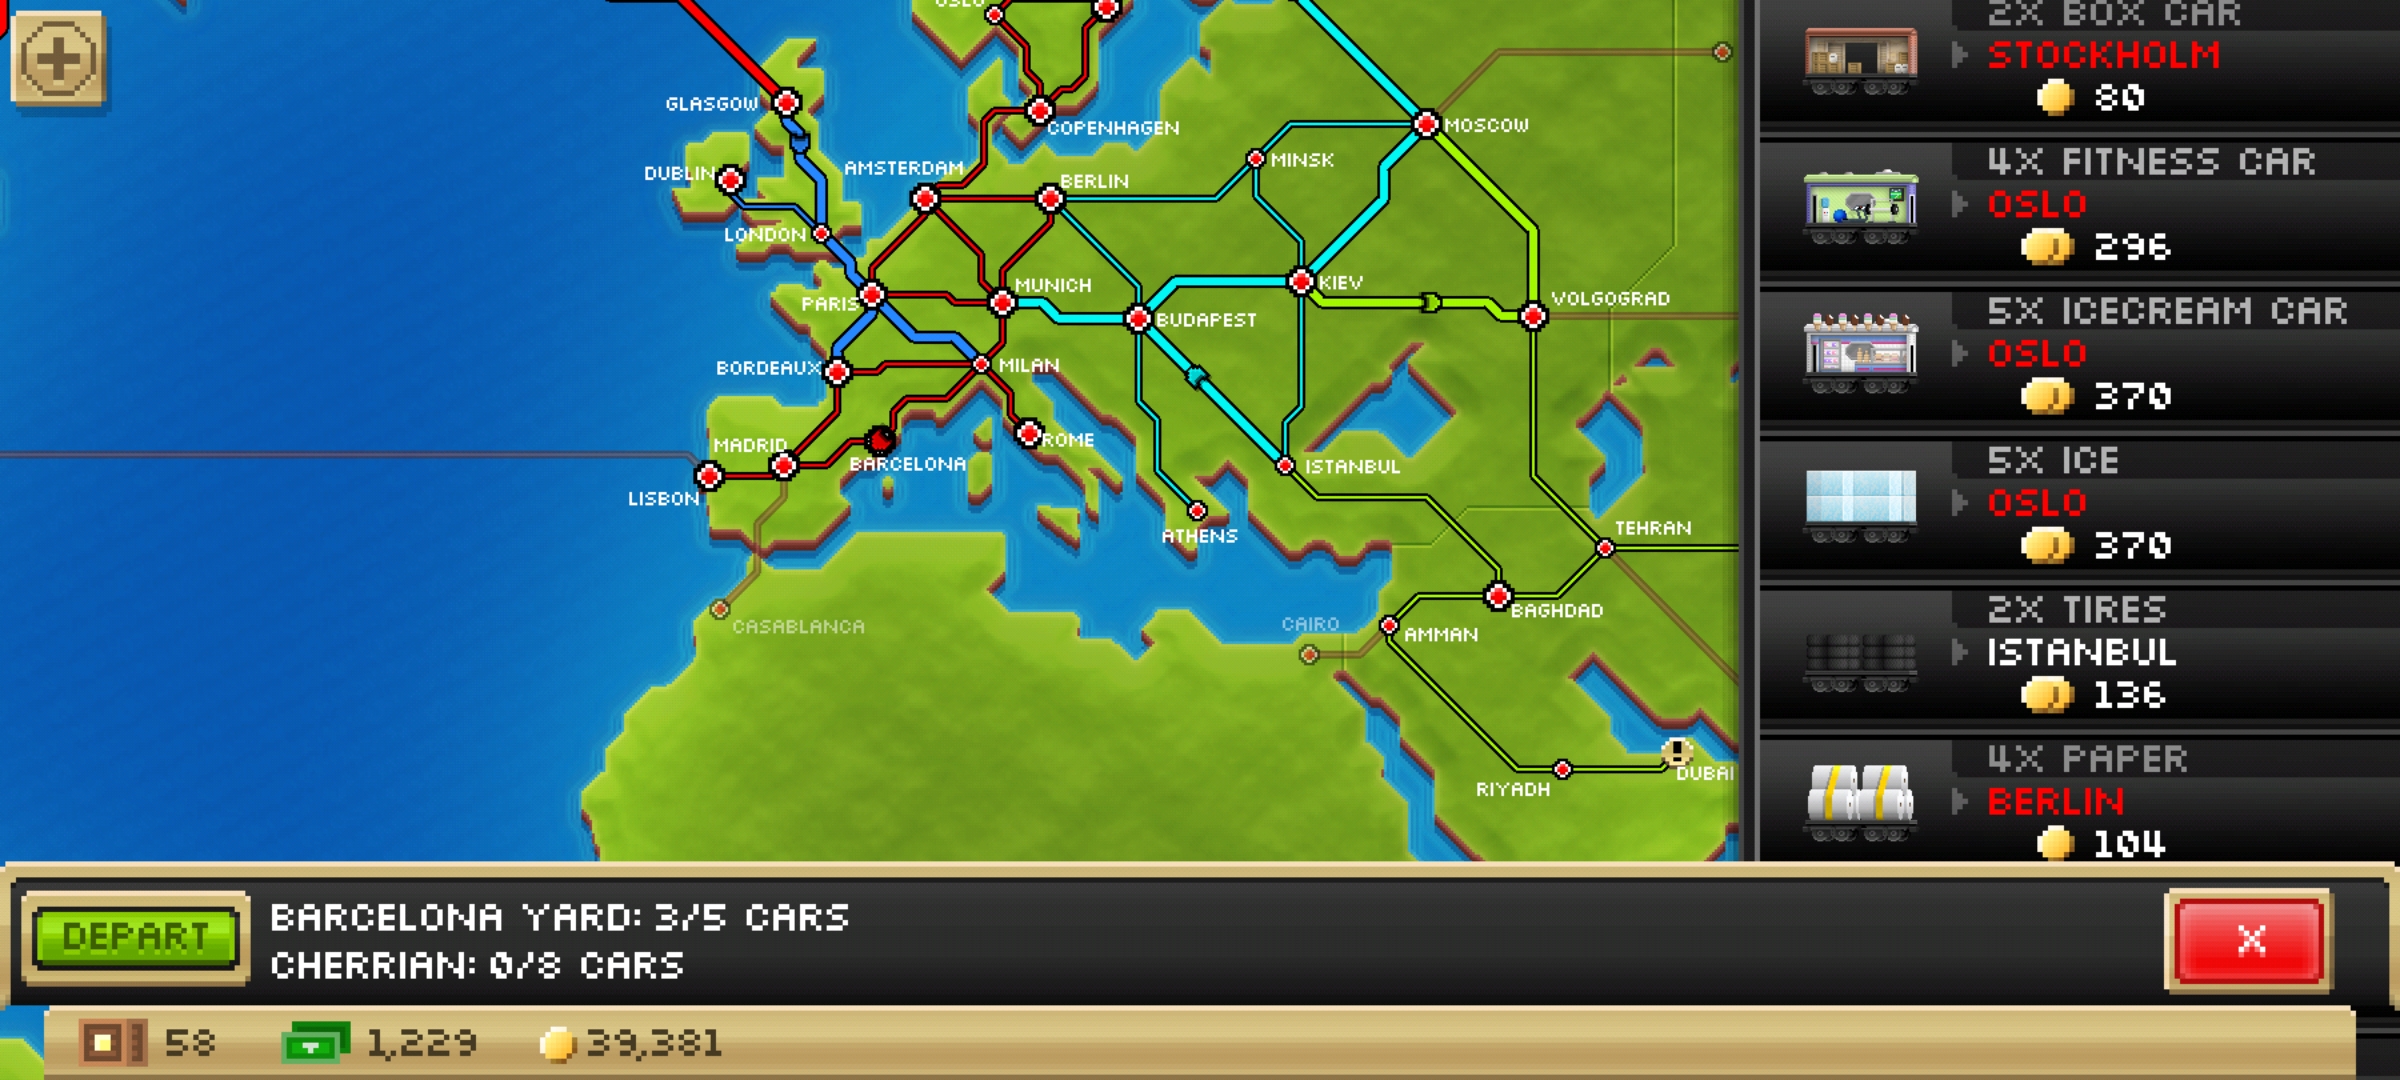 OSLO
GLASGOW
COPENHAGEN
MOSCOW
DUBLIN
AMSTERDAM
BERLIN
MINSK
LONDON
PARIS
MUNICH
KIEV
VOLGOGRAD
BUDAPEST
BORDEAUX
MILAN
MADRID
ROME
BARCELONA
ISTANBUL
LISBON
ATHENS
TEHRAN
CASABLANCA
CAIRO
AMMAN
BAGHDAD
RIYADH
DUBAI
2X BOX CAR
STOCKHOLM
80
4X FITNESS CAR
OSLO
296
5X ICECREAM CAR
OSLO
370
5X ICE
OSLO
370
2X TIRES
ISTANBUL
136
4X PAPER
BERLIN
104
DEPART
BARCELONA YARD: 3/5 CARS
CHERRIAN: 0/8 CARS
X
58
1,229
39,381